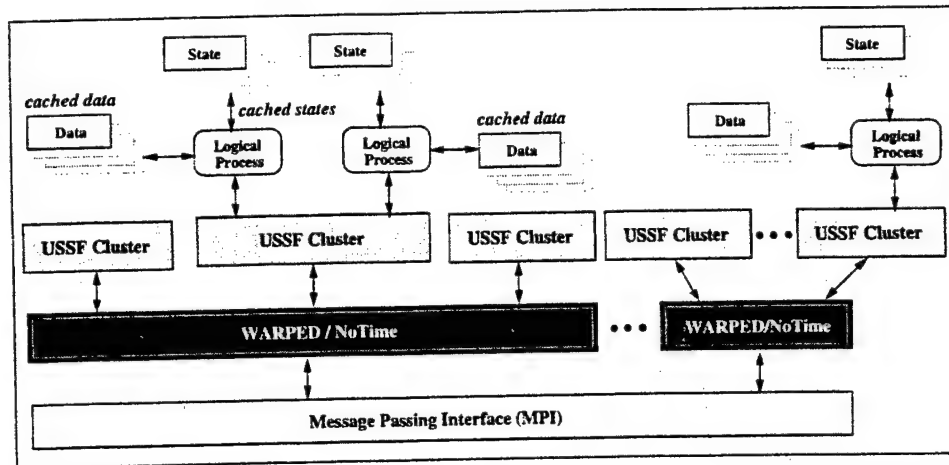 State
State
State
cached data
cached states
cached data
Data
Logical
Process
Logical
Process
Data
Data
Logical
Process
USSF Cluster
USSF Cluster
USSF Cluster
USSF Cluster
USSF Cluster
WARPED / NoTime
WARPED/NoTime
Message Passing Interface (MPI)